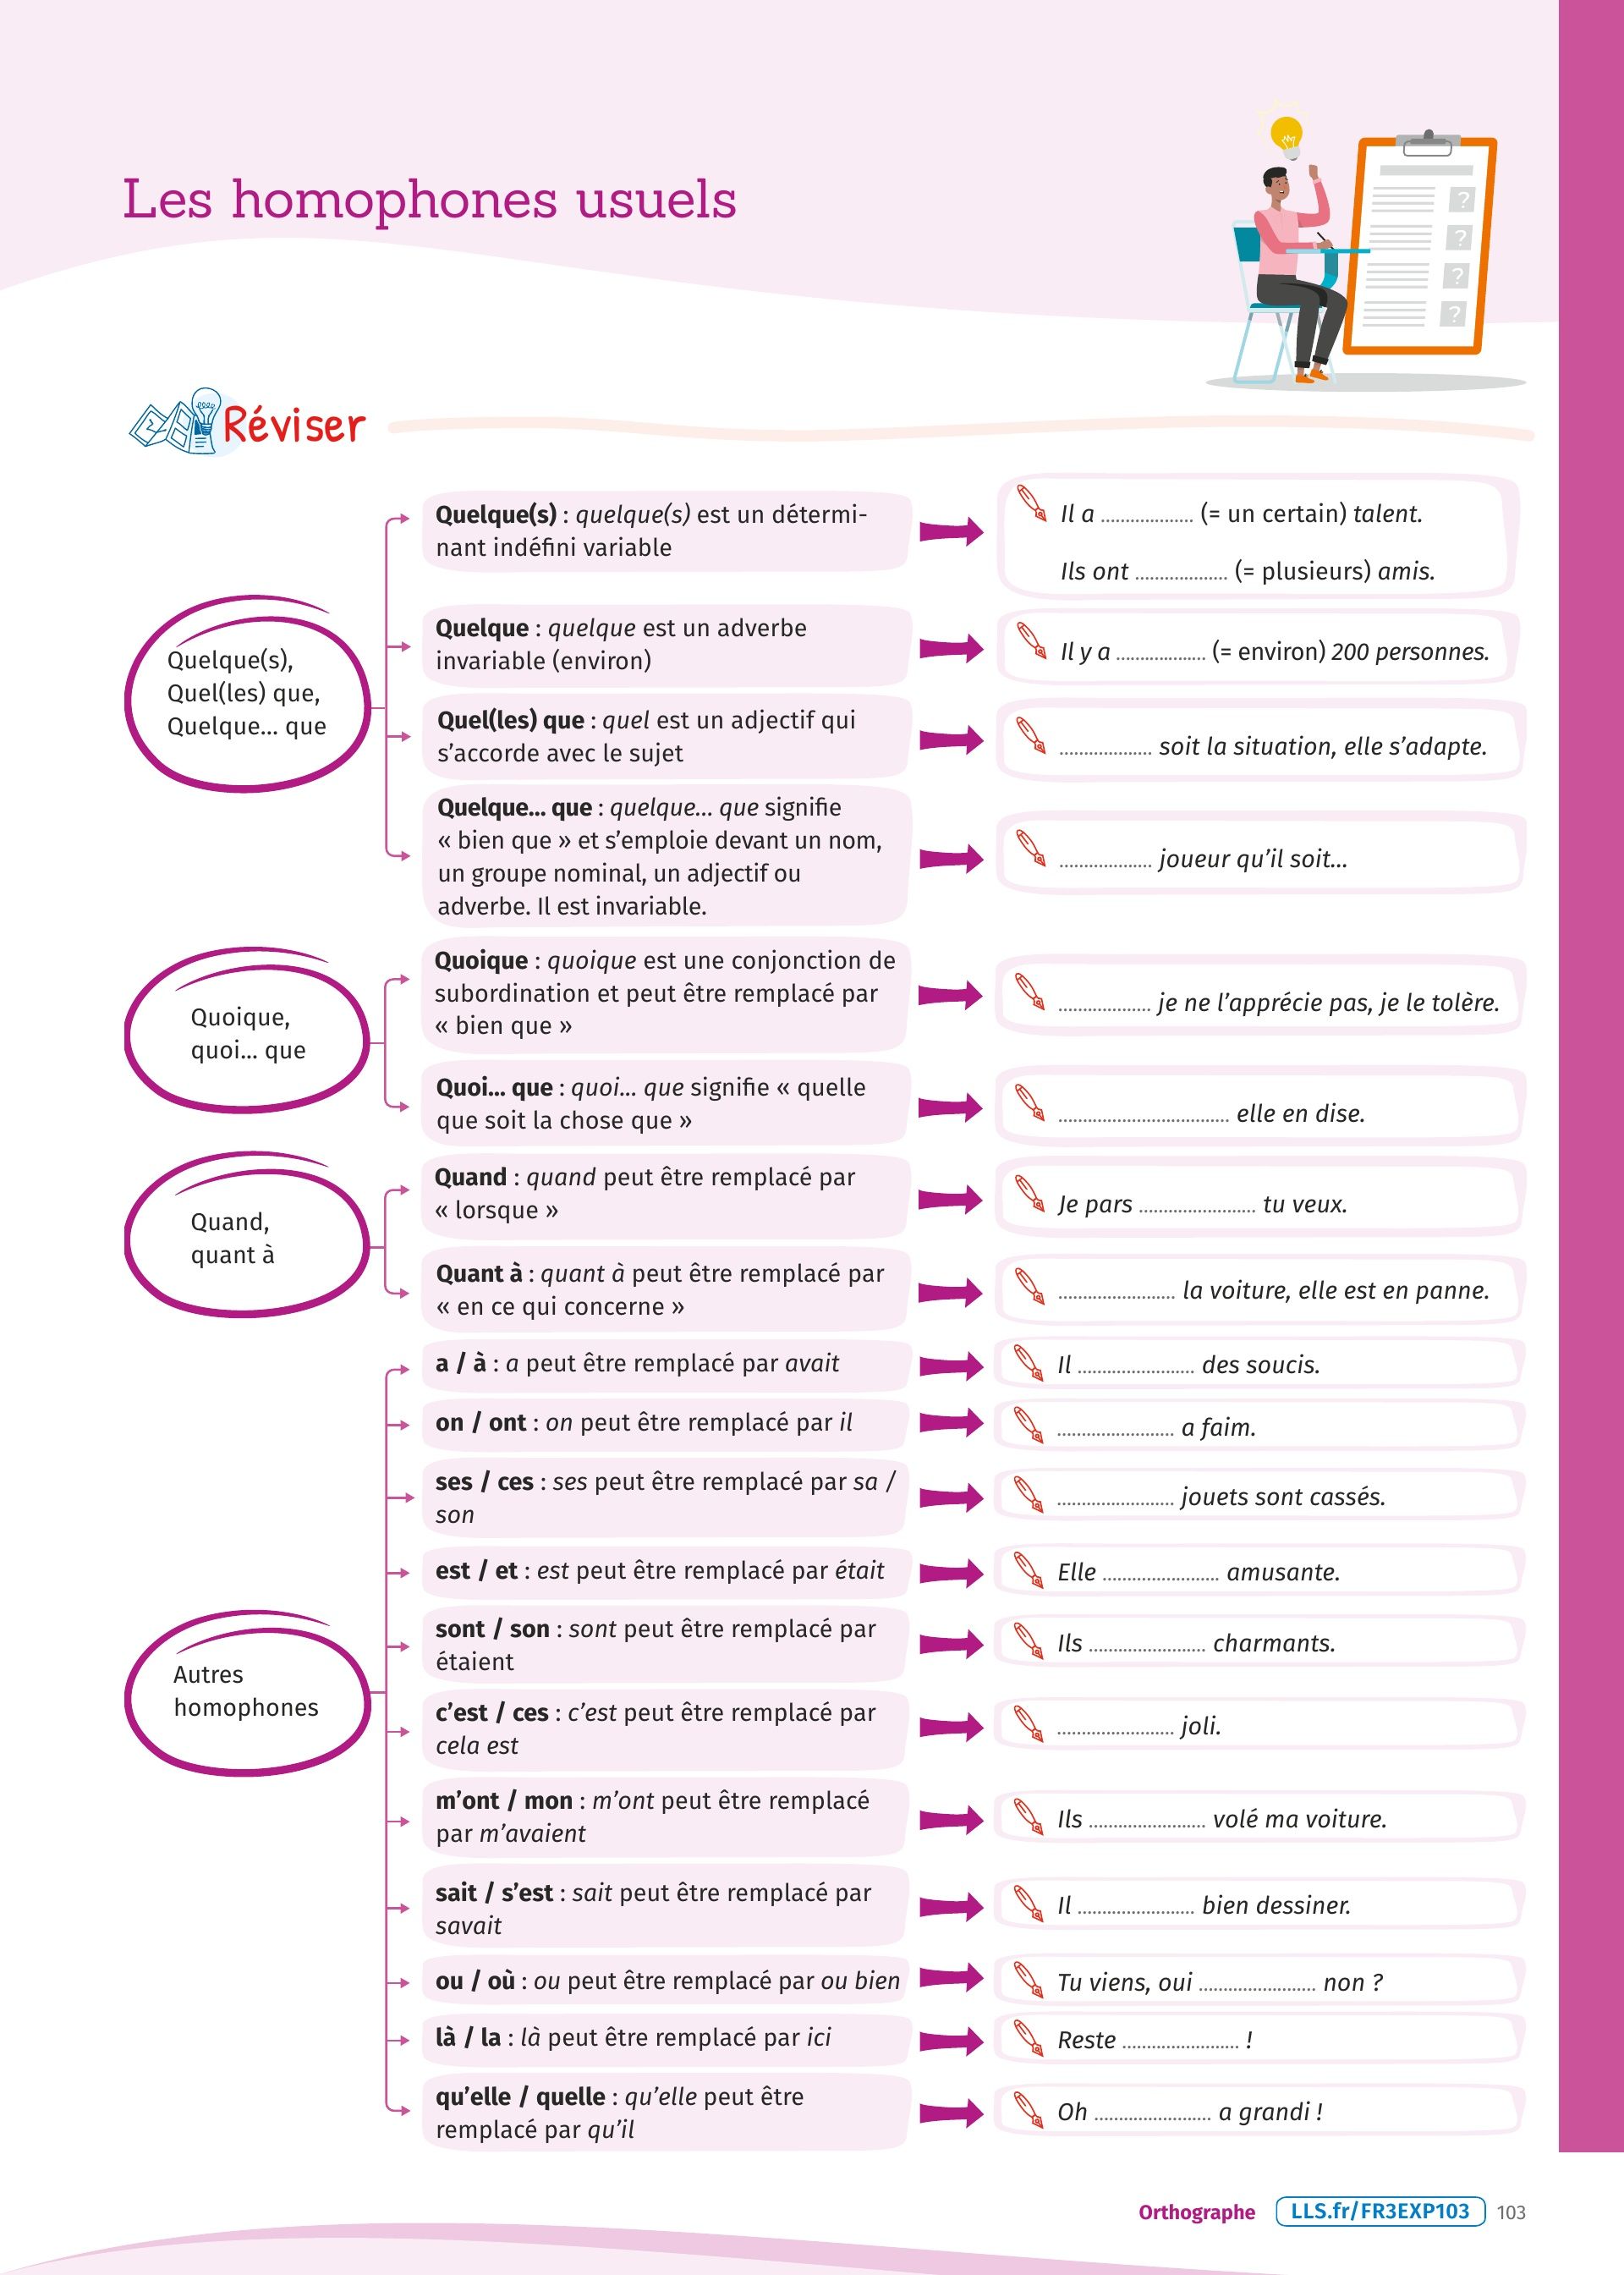 Les homophones usuels
?
?
?
?
Réviser
Quelque(s),
Quel(les) que,
Quelque... que
Quelque(s) : quelque(s) est un détermi-
nant indéfini variable
Il a ................... (= un certain) talent.
Ils ont ................... (= plusieurs) amis.
Quelque : quelque est un adverbe
invariable (environ)
Il y a ................... (= environ) 200 personnes.
Quel(les) que : quel est un adjectif qui
s’accorde avec le sujet
................... soit la situation, elle s’adapte.
Quelque... que : quelque... que signifie
« bien que » et s’emploie devant un nom,
un groupe nominal, un adjectif ou
adverbe. Il est invariable.
................... joueur qu’il soit...
Quoique,
quoi... que
Quoique : quoique est une conjonction de
subordination et peut être remplacé par
« bien que »
................... je ne l’apprécie pas, je le tolère.
Quoi... que : quoi... que signifie « quelle
que soit la chose que »
................................... elle en dise.
Quand,
quant à
Quand : quand peut être remplacé par
« lorsque »
Je pars ........................ tu veux.
Quant à : quant à peut être remplacé par
« en ce qui concerne »
........................ la voiture, elle est en panne.
Autres
homophones
a / à : a peut être remplacé par avait
Il ........................ des soucis.
on / ont : on peut être remplacé par il
........................ a faim.
ses / ces : ses peut être remplacé par sa /
son
........................ jouets sont cassés.
est / et : est peut être remplacé par était
Elle ........................ amusante.
sont / son : sont peut être remplacé par
étaient
Ils ........................ charmants.
c’est / ces : c’est peut être remplacé par
cela est
........................ joli.
m’ont / mon : m’ont peut être remplacé
par m’avaient
Ils ........................ volé ma voiture.
sait / s’est : sait peut être remplacé par
savait
Il ........................ bien dessiner.
ou / où : ou peut être remplacé par ou bien
Tu viens, oui ........................ non ?
là / la : là peut être remplacé par ici
Reste ........................ !
qu’elle / quelle : qu’elle peut être
remplacé par qu’il
Oh ........................ a grandi !
Orthographe LLS.fr/FR3EXP103 103